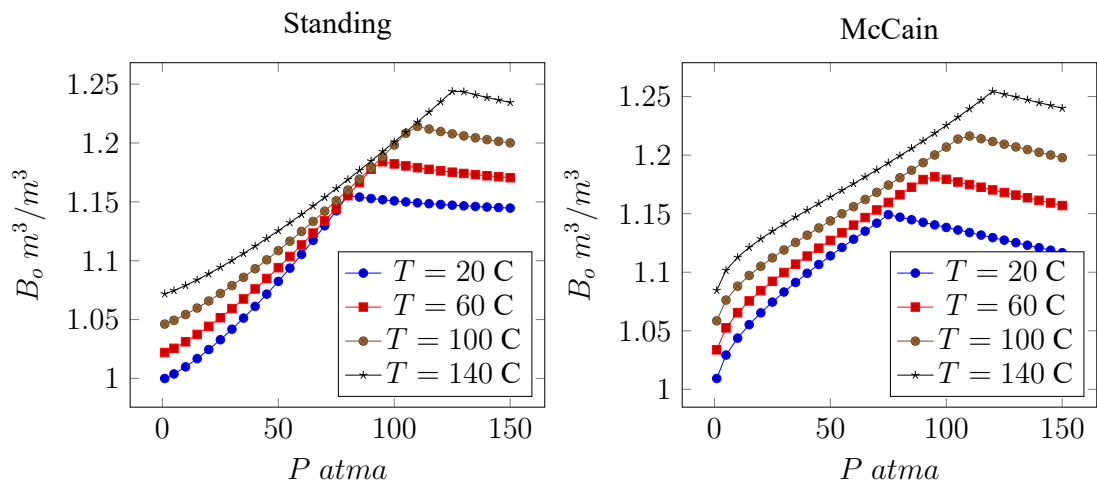 Standing
B_o m^3/m^3
1.25
1.2
1.15
1.1
1.05
1
0
50
100
150
P atma
T = 20 C
T = 60 C
T = 100 C
T = 140 C
McCain
B_o m^3/m^3
1.25
1.2
1.15
1.1
1.05
1
0
50
100
150
P atma
T = 20 C
T = 60 C
T = 100 C
T = 140 C